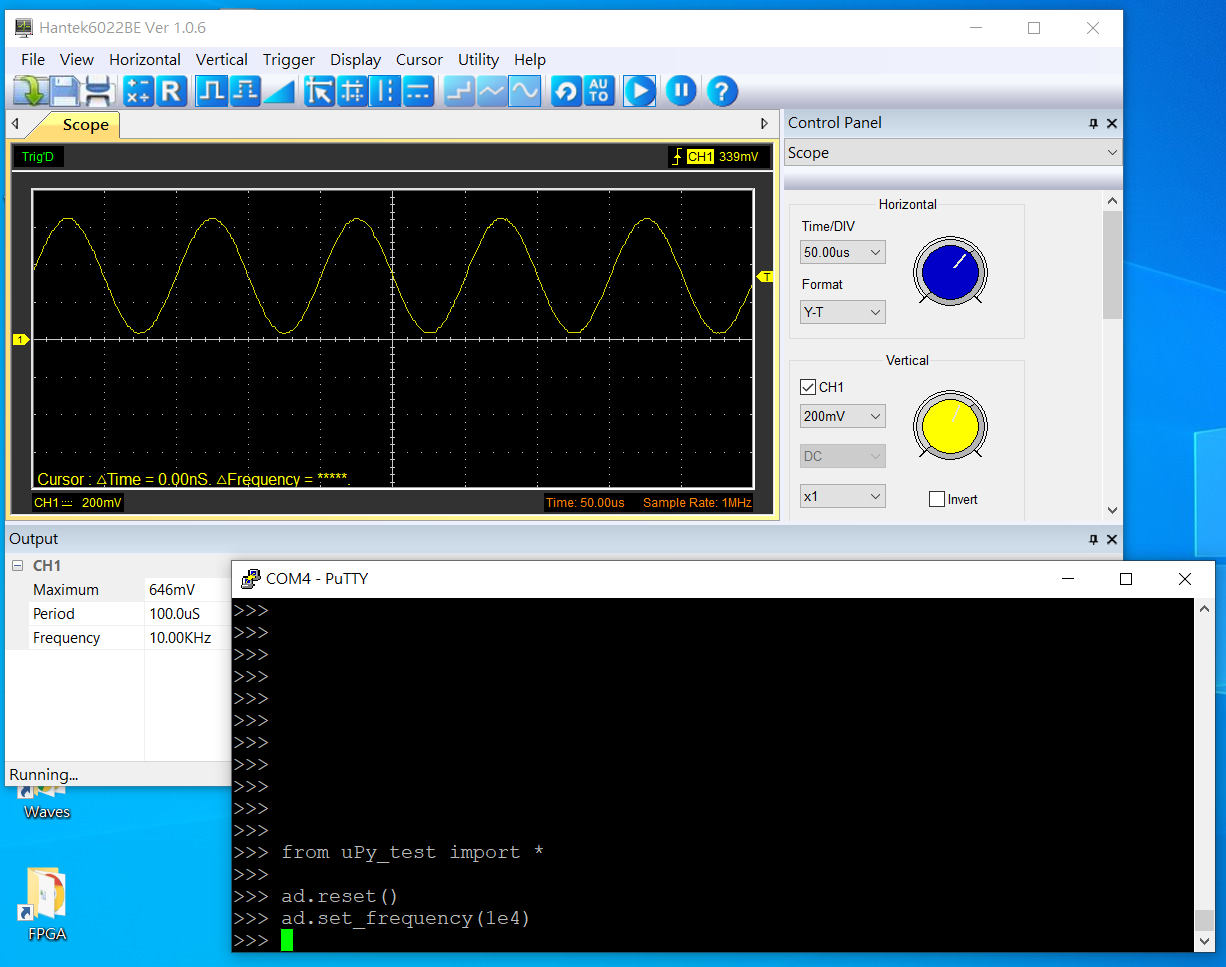 Hantek6022BE Ver 1.0.6
File View Horizontal Vertical Trigger Display Cursor Utility Help
R AU TO ?
Scope
Control Panel
Scope
Trig'D
CH1 339mV
Horizontal
Time/DIV
50.00us
Format
Y-T
T
1
Vertical
CH1
200mV
DC
x1 Invert
Cursor : △Time = 0.00nS. △Frequency = *****.
CH1 200mV Time: 50.00us Sample Rate: 1MHz
Output
CH1
Maximum 646mV
Period 100.0uS
Frequency 10.00KHz
Running...
COM4 - PuTTY
>>>
>>>
>>>
>>>
>>>
>>>
>>>
>>>
>>>
>>>
>>>
>>> from uPy_test import *
>>>
>>> ad.reset()
>>> ad.set_frequency(1e4)
>>>
Waves
FPGA